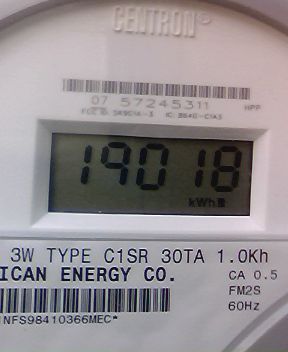 CENTRON®
07 57245311 HPP
19018
kWh
3W TYPE C1SR 30TA 1.0Kh
ICAN ENERGY CO. CA 0.5
FM2S
60Hz
NFS98410366MEC*